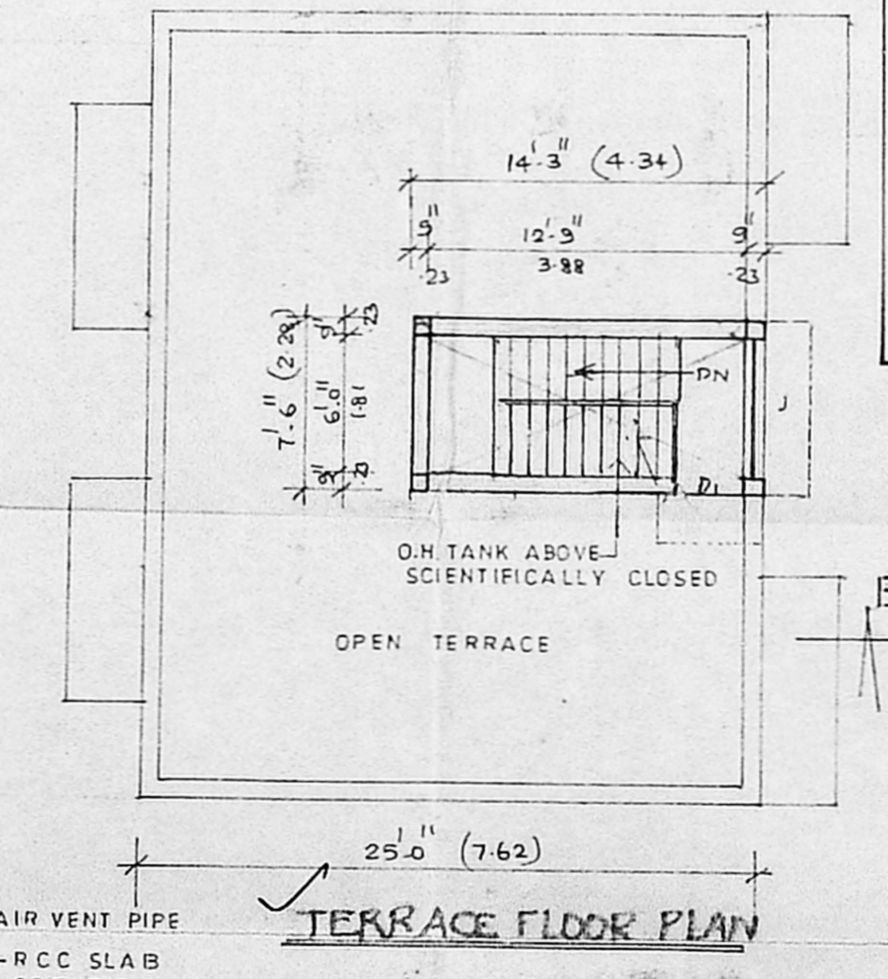 14'-3" (4.34)
9" 12'-9" 9"
.23 3.88 .23
7'-6" (2.28)
9" 6'-0" 9"
.23 1.81 .23
DN
J
D1
O.H. TANK ABOVE
SCIENTIFICALLY CLOSED
OPEN TERRACE
25'-0" (7.62)
TERRACE FLOOR PLAN
AIR VENT PIPE
-RCC SLAB